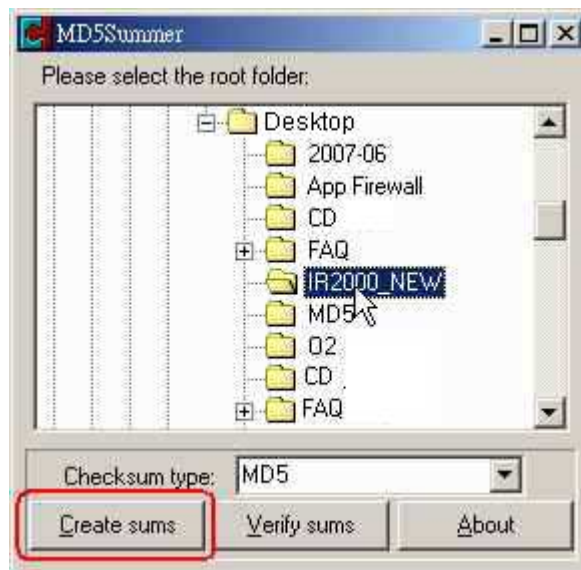 MD5Summer
Please select the root folder:
Desktop
2007-06
App Firewall
CD
FAQ
IR2000_NEW
MD5
02
CD
FAQ
Checksum type: MD5
Create sums Verify sums About